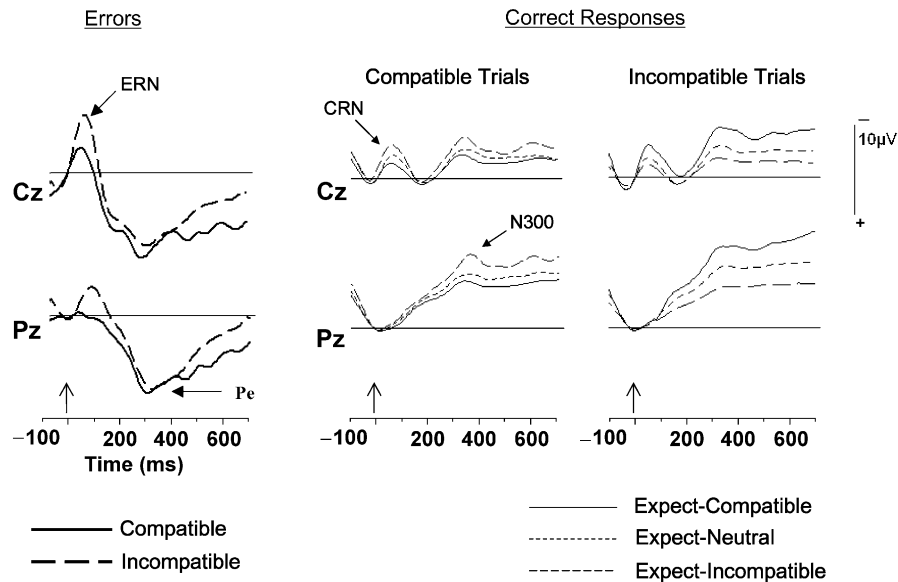 Errors
Correct Responses
Compatible Trials
Incompatible Trials
ERN
CRN
Cz
Cz
–
10μV
+
N300
Pz
Pz
Pe
–100 200 400 600
–100 200 400 600
–100 200 400 600
Time (ms)
Compatible
Incompatible
Expect-Compatible
Expect-Neutral
Expect-Incompatible